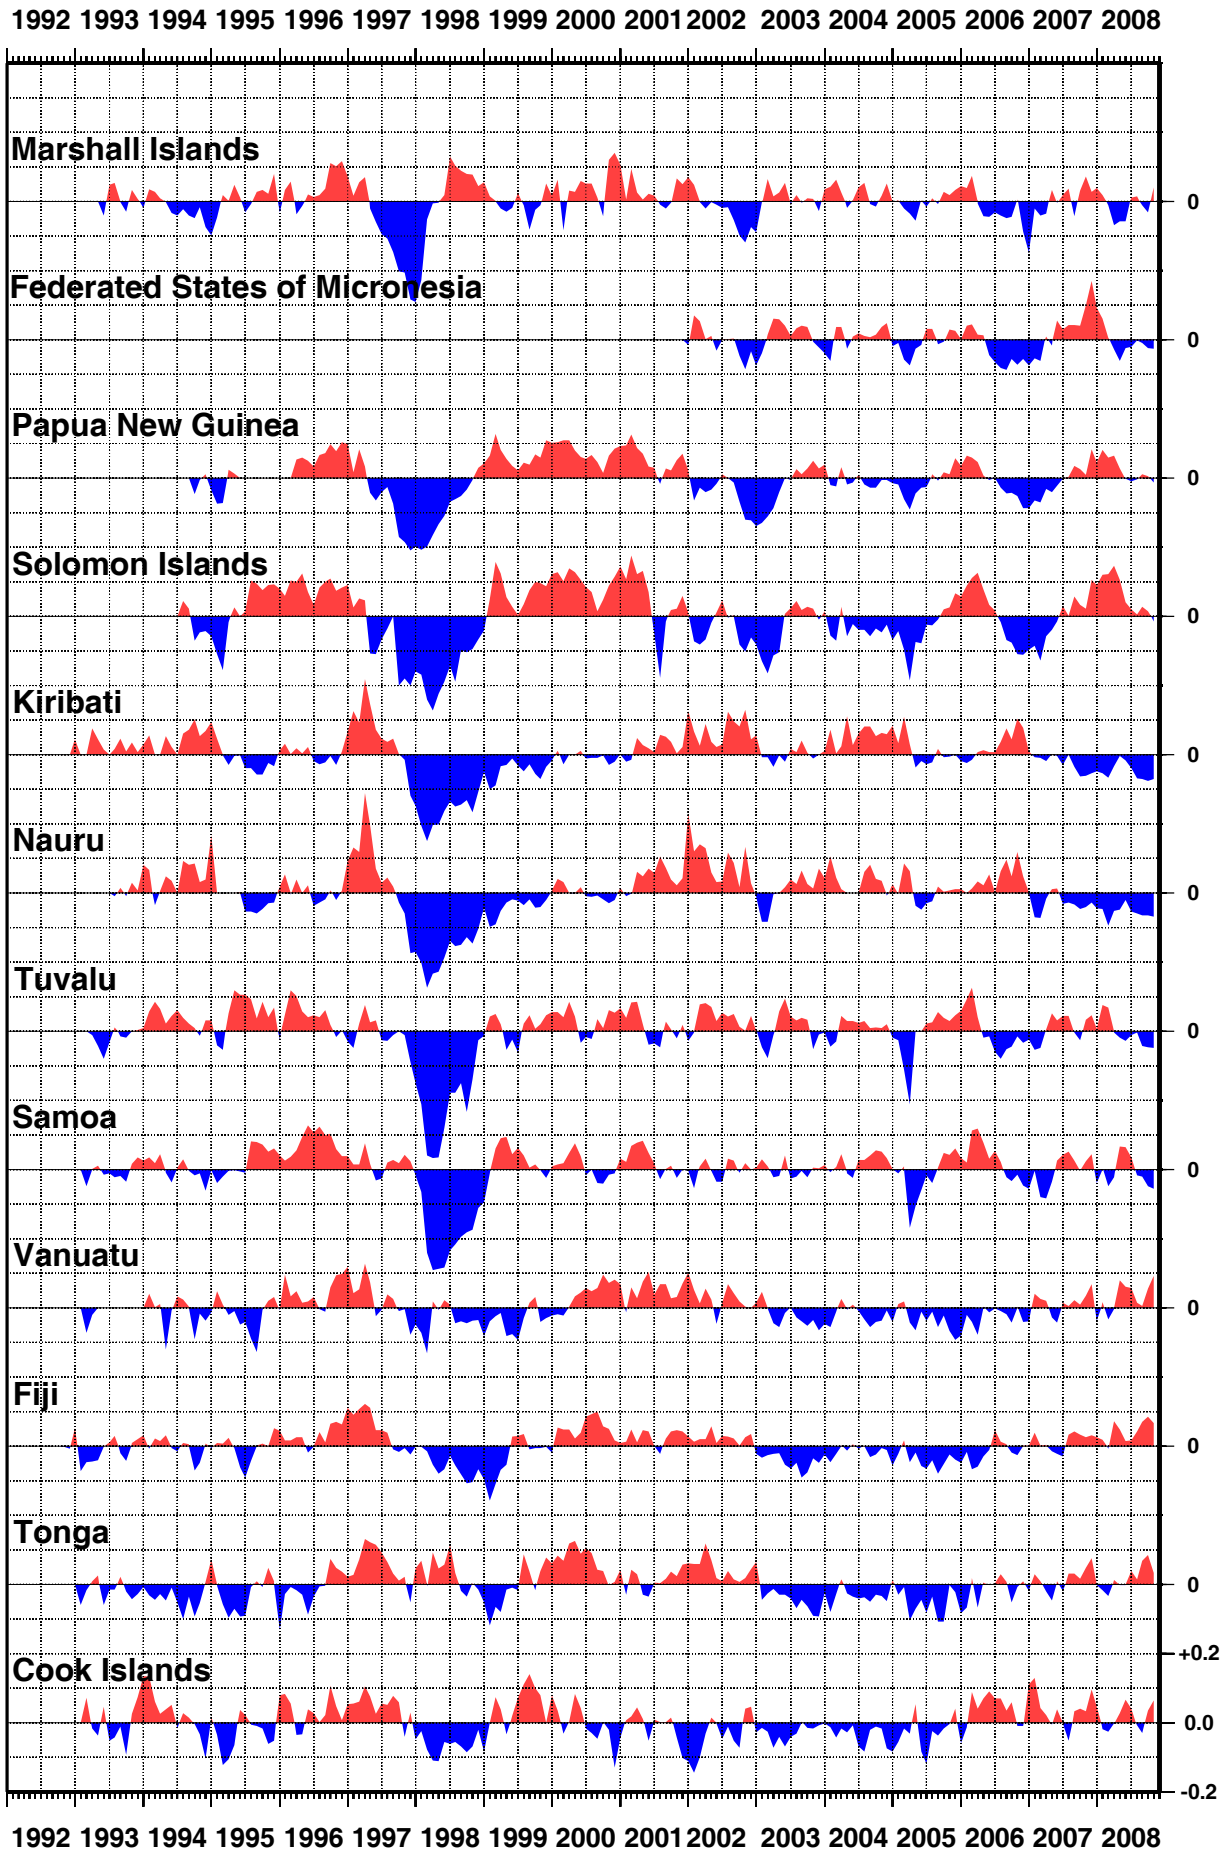 1992 1993 1994 1995 1996 1997 1998 1999 2000 2001 2002 2003 2004 2005 2006 2007 2008
Marshall Islands
0
Federated States of Micronesia
0
Papua New Guinea
0
Solomon Islands
0
Kiribati
0
Nauru
0
Tuvalu
0
Samoa
0
Vanuatu
0
Fiji
0
Tonga
0
+0.2
Cook Islands
0.0
-0.2
1992 1993 1994 1995 1996 1997 1998 1999 2000 2001 2002 2003 2004 2005 2006 2007 2008